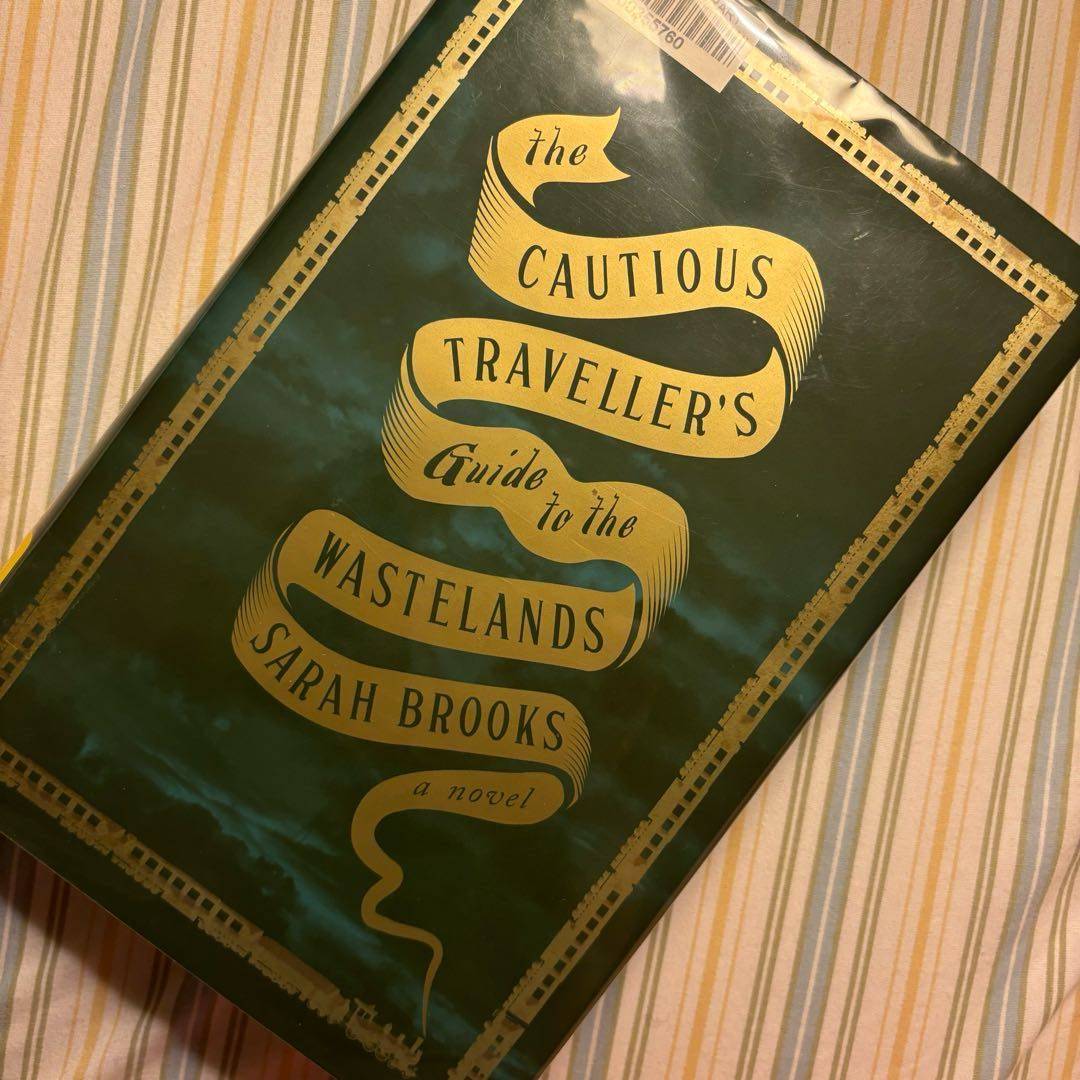 the
CAUTIOUS
TRAVELLER'S
Guide to the
WASTELANDS
SARAH BROOKS
a novel